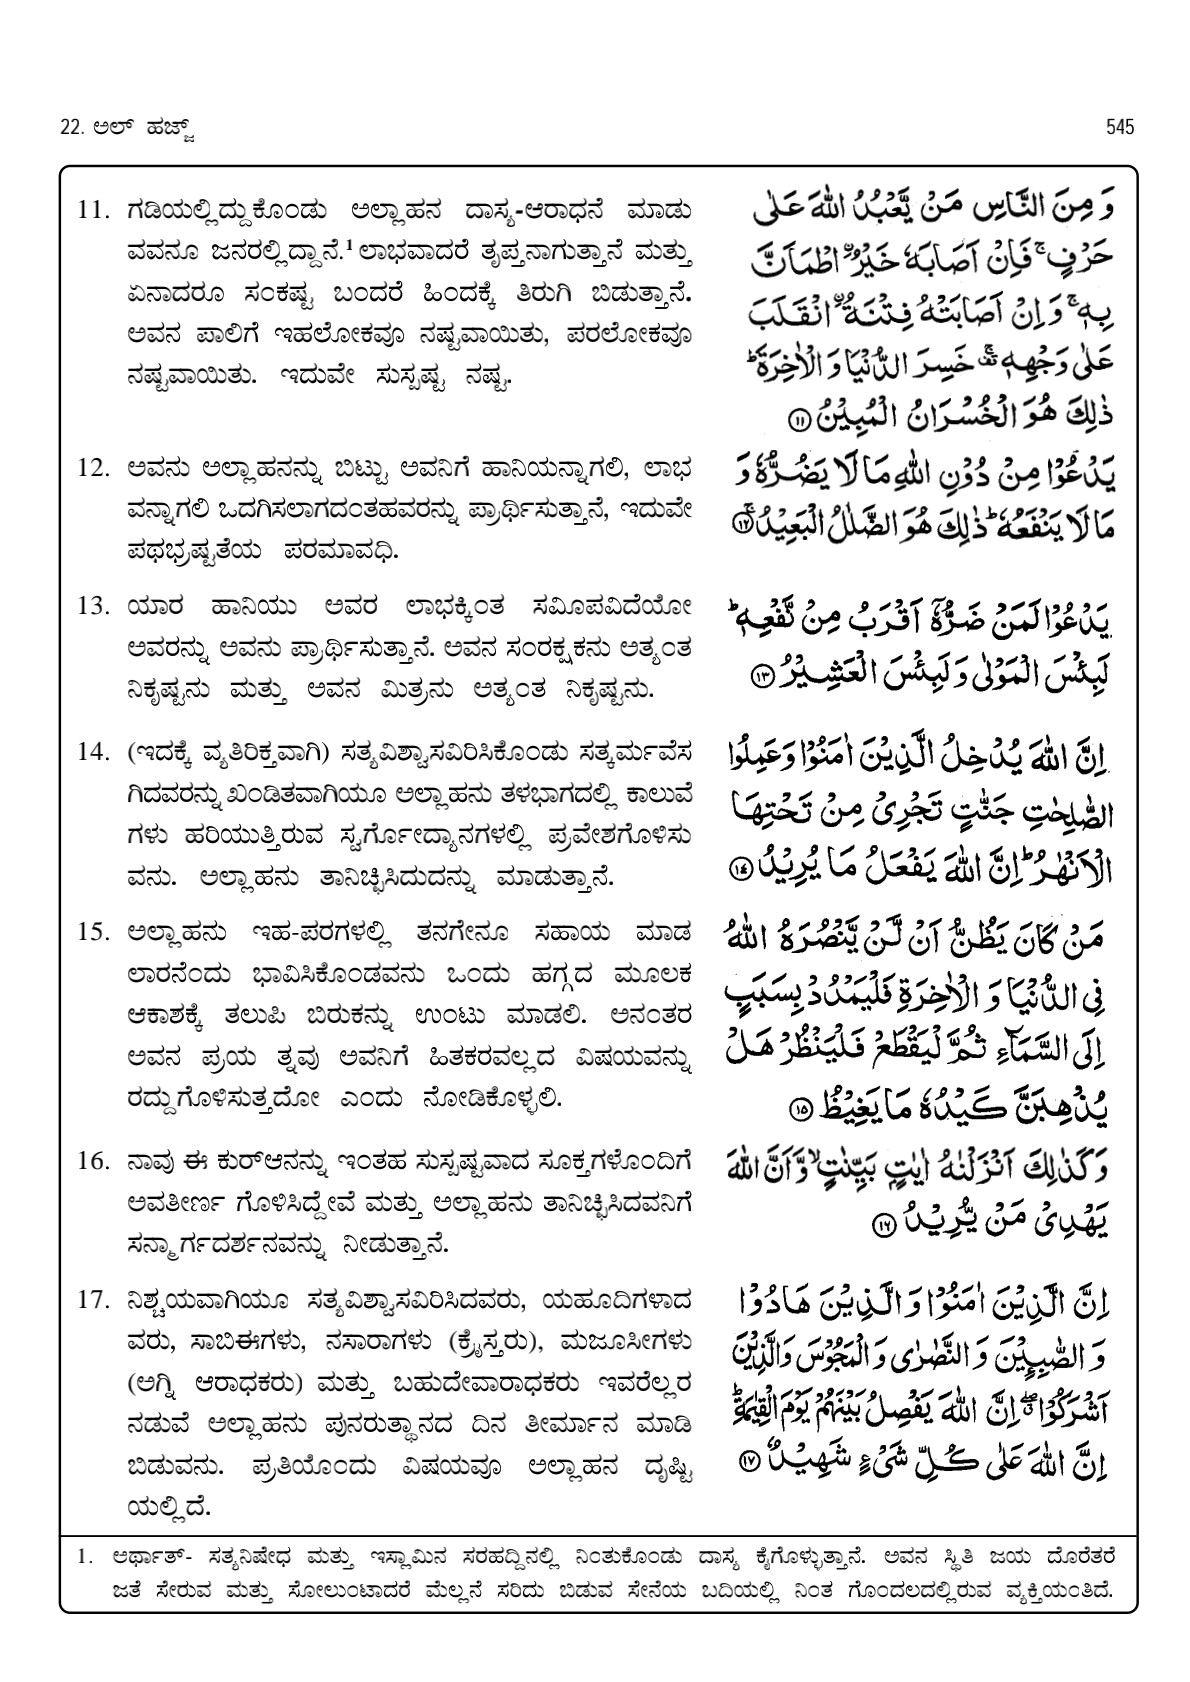 22. ಅಲ್ ಹಜ್ಜ್
545
11. ಗಡಿಯಲ್ಲಿದ್ದುಕೊಂಡು ಅಲ್ಲಾಹನ ದಾಸ್ಯ-ಆರಾಧನೆ ಮಾಡು
ವವನೂ ಜನರಲ್ಲಿದ್ದಾನೆ.¹ ಲಾಭವಾದರೆ ತೃಪ್ತನಾಗುತ್ತಾನೆ ಮತ್ತು
ಏನಾದರೂ ಸಂಕಷ್ಟ ಬಂದರೆ ಹಿಂದಕ್ಕೆ ತಿರುಗಿ ಬಿಡುತ್ತಾನೆ.
ಅವನ ಪಾಲಿಗೆ ಇಹಲೋಕವೂ ನಷ್ಟವಾಯಿತು, ಪರಲೋಕವೂ
ನಷ್ಟವಾಯಿತು. ಇದುವೇ ಸುಸ್ಪಷ್ಟ ನಷ್ಟ.
وَمِنَ النَّاسِ مَنْ يَّعْبُدُ اللّٰهَ عَلٰى
حَرْفٍ ۚ فَاِنْ اَصَابَهٗ خَيْرُ ۨ اطْمَاَنَّ
بِهٖ ۚ وَاِنْ اَصَابَتْهُ فِتْنَةُ ۨ انْقَلَبَ
عَلٰى وَجْهِهٖ ۚ خَسِرَ الدُّنْيَا وَالْاٰخِرَةَ ؕ
ذٰلِكَ هُوَ الْخُسْرَانُ الْمُبِيْنُ ۝۱۱
12. ಅವನು ಅಲ್ಲಾಹನನ್ನು ಬಿಟ್ಟು ಅವನಿಗೆ ಹಾನಿಯನ್ನಾಗಲಿ, ಲಾಭ
ವನ್ನಾಗಲಿ ಒದಗಿಸಲಾಗದಂತಹವರನ್ನು ಪ್ರಾರ್ಥಿಸುತ್ತಾನೆ, ಇದುವೇ
ಪಥಭ್ರಷ್ಟತೆಯ ಪರಮಾವಧಿ.
يَدْعُوْا مِنْ دُوْنِ اللّٰهِ مَا لَا يَضُرُّهٗ وَ
مَا لَا يَنْفَعُهٗ ؕ ذٰلِكَ هُوَ الضَّلٰلُ الْبَعِيْدُ ۚ۝۱۲
13. ಯಾರ ಹಾನಿಯು ಅವರ ಲಾಭಕ್ಕಿಂತ ಸಮೀಪವಿದೆಯೋ
ಅವರನ್ನು ಅವನು ಪ್ರಾರ್ಥಿಸುತ್ತಾನೆ. ಅವನ ಸಂರಕ್ಷಕನು ಅತ್ಯಂತ
ನಿಕೃಷ್ಟನು ಮತ್ತು ಅವನ ಮಿತ್ರನು ಅತ್ಯಂತ ನಿಕೃಷ್ಟನು.
يَدْعُوْا لَمَنْ ضَرُّهٗۤ اَقْرَبُ مِنْ نَّفْعِهٖ ؕ
لَبِئْسَ الْمَوْلٰى وَلَبِئْسَ الْعَشِيْرُ ۝۱۳
14. (ಇದಕ್ಕೆ ವ್ಯತಿರಿಕ್ತವಾಗಿ) ಸತ್ಯವಿಶ್ವಾಸವಿರಿಸಿಕೊಂಡು ಸತ್ಕರ್ಮವೆಸ
ಗಿದವರನ್ನು ಖಂಡಿತವಾಗಿಯೂ ಅಲ್ಲಾಹನು ತಳಭಾಗದಲ್ಲಿ ಕಾಲುವೆ
ಗಳು ಹರಿಯುತ್ತಿರುವ ಸ್ವರ್ಗೋದ್ಯಾನಗಳಲ್ಲಿ ಪ್ರವೇಶಗೊಳಿಸು
ವನು. ಅಲ್ಲಾಹನು ತಾನಿಚ್ಛಿಸಿದುದನ್ನು ಮಾಡುತ್ತಾನೆ.
اِنَّ اللّٰهَ يُدْخِلُ الَّذِيْنَ اٰمَنُوْا وَعَمِلُوا
الصّٰلِحٰتِ جَنّٰتٍ تَجْرِىْ مِنْ تَحْتِهَا
الْاَنْهٰرُ ؕ اِنَّ اللّٰهَ يَفْعَلُ مَا يُرِيْدُ ۝۱٤
15. ಅಲ್ಲಾಹನು ಇಹ-ಪರಗಳಲ್ಲಿ ತನಗೇನೂ ಸಹಾಯ ಮಾಡ
ಲಾರನೆಂದು ಭಾವಿಸಿಕೊಂಡವನು ಒಂದು ಹಗ್ಗದ ಮೂಲಕ
ಆಕಾಶಕ್ಕೆ ತಲುಪಿ ಬಿರುಕನ್ನು ಉಂಟು ಮಾಡಲಿ. ಅನಂತರ
ಅವನ ಪ್ರಯ ತ್ನವು ಅವನಿಗೆ ಹಿತಕರವಲ್ಲದ ವಿಷಯವನ್ನು
ರದ್ದುಗೊಳಿಸುತ್ತದೋ ಎಂದು ನೋಡಿಕೊಳ್ಳಲಿ.
مَنْ كَانَ يَظُنُّ اَنْ لَّنْ يَّنْصُرَهُ اللّٰهُ
فِى الدُّنْيَا وَالْاٰخِرَةِ فَلْيَمْدُدْ بِسَبَبٍ
اِلَى السَّمَآءِ ثُمَّ لْيَقْطَعْ فَلْيَنْظُرْ هَلْ
يُذْهِبَنَّ كَيْدُهٗ مَا يَغِيْظُ ۝۱۵
16. ನಾವು ಈ ಕುರ್‌ಆನನ್ನು ಇಂತಹ ಸುಸ್ಪಷ್ಟವಾದ ಸೂಕ್ತಗಳೊಂದಿಗೆ
ಅವತೀರ್ಣ ಗೊಳಿಸಿದ್ದೇವೆ ಮತ್ತು ಅಲ್ಲಾಹನು ತಾನಿಚ್ಛಿಸಿದವನಿಗೆ
ಸನ್ಮಾರ್ಗದರ್ಶನವನ್ನು ನೀಡುತ್ತಾನೆ.
وَكَذٰلِكَ اَنْزَلْنٰهُ اٰيٰتٍۭ بَيِّنٰتٍ ۙ وَّاَنَّ اللّٰهَ
يَهْدِىْ مَنْ يُّرِيْدُ ۝۱۶
17. ನಿಶ್ಚಯವಾಗಿಯೂ ಸತ್ಯವಿಶ್ವಾಸವಿರಿಸಿದವರು, ಯಹೂದಿಗಳಾದ
ವರು, ಸಾಬಿಈಗಳು, ನಸಾರಾಗಳು (ಕ್ರೈಸ್ತರು), ಮಜೂಸೀಗಳು
(ಅಗ್ನಿ ಆರಾಧಕರು) ಮತ್ತು ಬಹುದೇವಾರಾಧಕರು ಇವರೆಲ್ಲರ
ನಡುವೆ ಅಲ್ಲಾಹನು ಪುನರುತ್ಥಾನದ ದಿನ ತೀರ್ಮಾನ ಮಾಡಿ
ಬಿಡುವನು. ಪ್ರತಿಯೊಂದು ವಿಷಯವೂ ಅಲ್ಲಾಹನ ದೃಷ್ಟಿ
ಯಲ್ಲಿದೆ.
اِنَّ الَّذِيْنَ اٰمَنُوْا وَالَّذِيْنَ هَادُوْا
وَالصّٰبِـِٕيْنَ وَالنَّصٰرٰى وَالْمَجُوْسَ وَالَّذِيْنَ
اَشْرَكُوْۤا ۖ اِنَّ اللّٰهَ يَفْصِلُ بَيْنَهُمْ يَوْمَ الْقِيٰمَةِ ؕ
اِنَّ اللّٰهَ عَلٰى كُلِّ شَىْءٍ شَهِيْدٌ ۝۱۷
1. ಅರ್ಥಾತ್- ಸತ್ಯನಿಷೇಧ ಮತ್ತು ಇಸ್ಲಾಮಿನ ಸರಹದ್ದಿನಲ್ಲಿ ನಿಂತುಕೊಂಡು ದಾಸ್ಯ ಕೈಗೊಳ್ಳುತ್ತಾನೆ. ಅವನ ಸ್ಥಿತಿ ಜಯ ದೊರೆತರೆ
ಜತೆ ಸೇರುವ ಮತ್ತು ಸೋಲುಂಟಾದರೆ ಮೆಲ್ಲನೆ ಸರಿದು ಬಿಡುವ ಸೇನೆಯ ಬದಿಯಲ್ಲಿ ನಿಂತ ಗೊಂದಲದಲ್ಲಿರುವ ವ್ಯಕ್ತಿಯಂತಿದೆ.